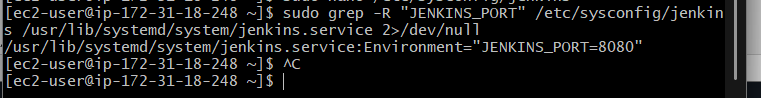 [ec2-user@ip-172-31-18-248 ~]$ sudo grep -R "JENKINS_PORT" /etc/sysconfig/jenkin
s /usr/lib/systemd/system/jenkins.service 2>/dev/null
/usr/lib/systemd/system/jenkins.service:Environment="JENKINS_PORT=8080"
[ec2-user@ip-172-31-18-248 ~]$ ^C
[ec2-user@ip-172-31-18-248 ~]$